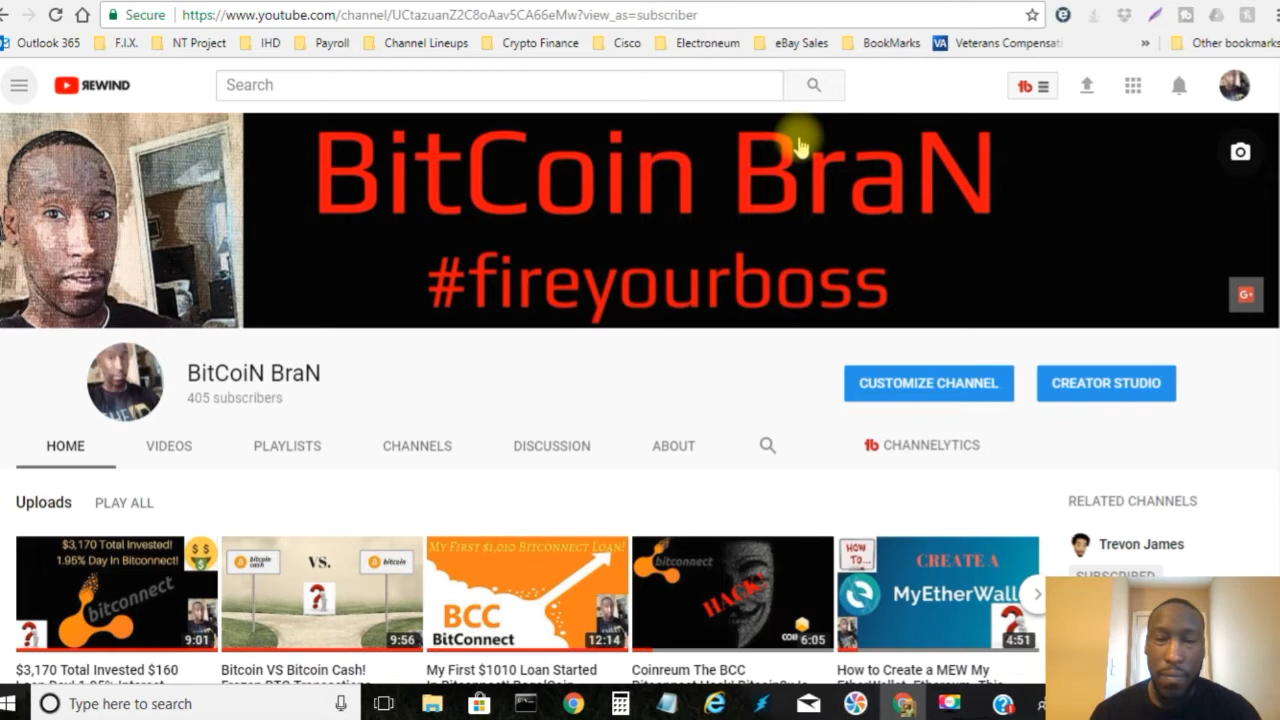 Secure https://www.youtube.com/channel/UCtazuanZ2C8oAav5CA66eMw?view_as=subscriber
Outlook 365 F.I.X. NT Project IHD Payroll Channel Lineups Crypto Finance Cisco Electroneum eBay Sales BookMarks VA Veterans Compensati » Other bookmarks
REWIND Search
BitCoin BraN
#fireyourboss
BitCoiN BraN
405 subscribers
CUSTOMIZE CHANNEL CREATOR STUDIO
HOME VIDEOS PLAYLISTS CHANNELS DISCUSSION ABOUT CHANNELYTICS
Uploads PLAY ALL
RELATED CHANNELS
Trevon James
SUBSCRIBED
$3,170 Total Invested!
1.95% Day In Bitconnect!
bitconnect
9:01
bitcoin cash
VS.
bitcoin
9:56
MY FIRST $1,010 BITCONNECT LOAN!
BCC
BitConnect
12:14
bitconnect
HACK!
COIN
6:05
HOW TO...
CREATE A
MyEtherWall
4:51
$3,170 Total Invested $160
Bitcoin VS Bitcoin Cash!
My First $1010 Loan Started
Coinreum The BCC
How to Create a MEW My
Type here to search